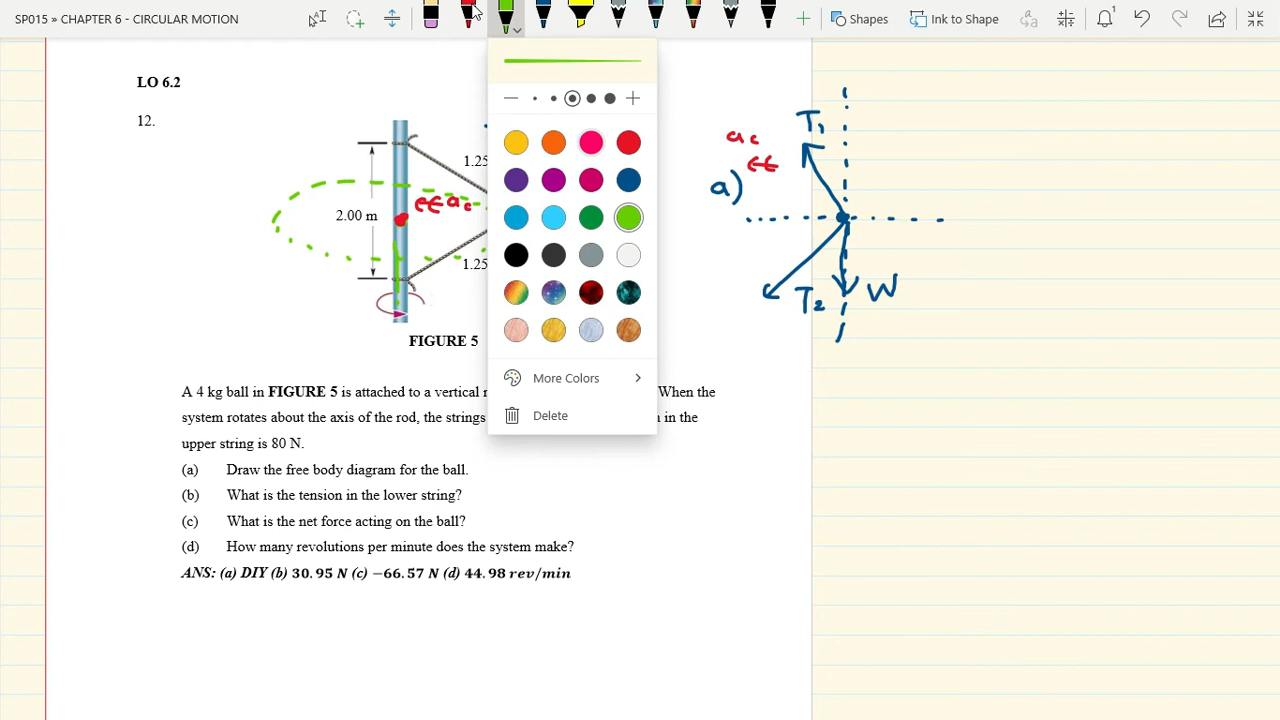 SP015 » CHAPTER 6 - CIRCULAR MOTION
Shapes
Ink to Shape
LO 6.2
12.
1.25
2.00 m
ac
1.25
FIGURE 5
ac
a)
T₁
T₂
W
More Colors
Delete
A 4 kg ball in FIGURE 5 is attached to a vertical When the
system rotates about the axis of the rod, the strings in the
upper string is 80 N.
(a) Draw the free body diagram for the ball.
(b) What is the tension in the lower string?
(c) What is the net force acting on the ball?
(d) How many revolutions per minute does the system make?
ANS: (a) DIY (b) 30.95 N (c) −66.57 N (d) 44.98 rev/min